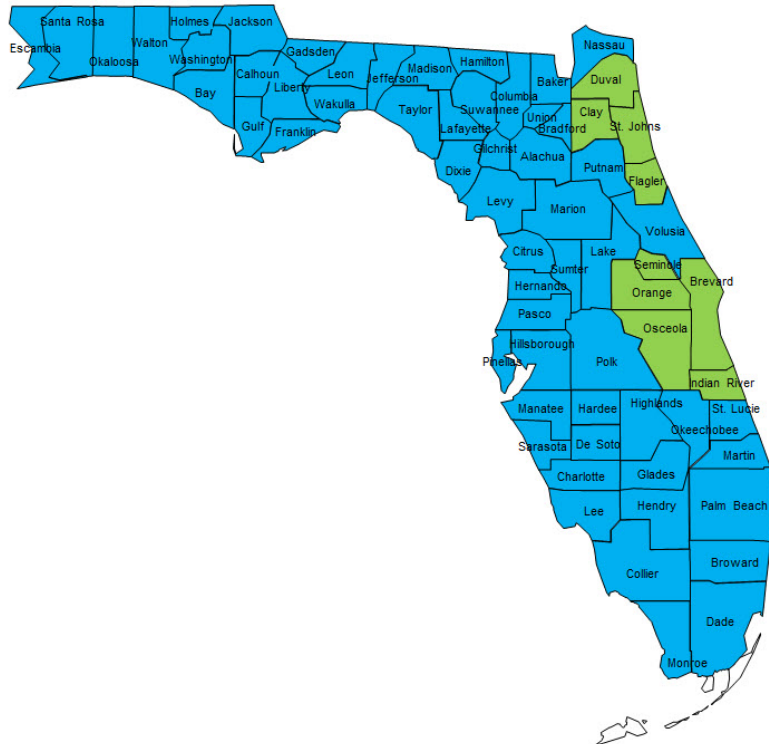 Santa Rosa
Holmes
Jackson
Escambia
Okaloosa
Walton
Washington
Bay
Gadsden
Calhoun
Liberty
Leon
Gulf
Franklin
Wakulla
Jefferson
Madison
Hamilton
Taylor
Lafayette
Suwannee
Columbia
Baker
Nassau
Duval
Union
Bradford
Clay
St. Johns
Gilchrist
Dixie
Alachua
Putnam
Flagler
Levy
Marion
Volusia
Citrus
Sumter
Lake
Seminole
Brevard
Hernando
Orange
Pasco
Osceola
Hillsborough
Pinellas
Polk
Indian River
Manatee
Hardee
Highlands
St. Lucie
Okeechobee
Sarasota
De Soto
Martin
Charlotte
Glades
Lee
Hendry
Palm Beach
Collier
Broward
Dade
Monroe